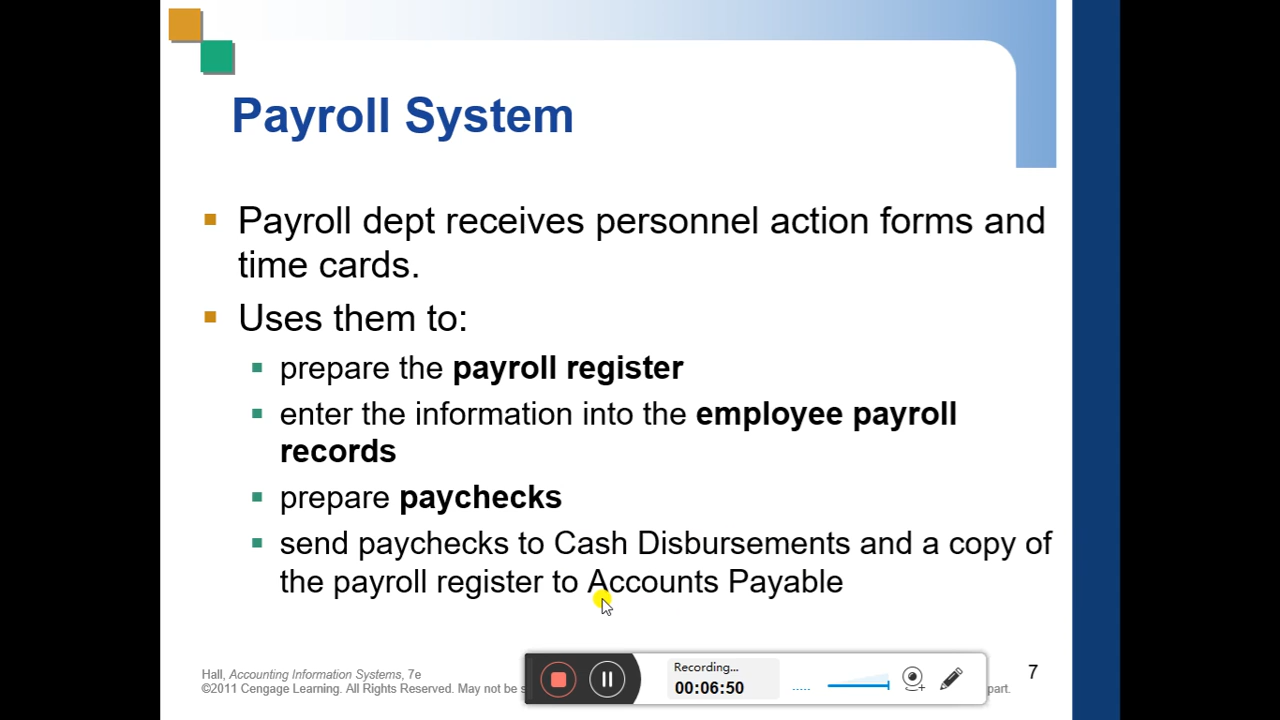 Payroll System
Payroll dept receives personnel action forms and
time cards.
Uses them to:
prepare the payroll register
enter the information into the employee payroll
records
prepare paychecks
send paychecks to Cash Disbursements and a copy of
the payroll register to Accounts Payable
Hall, Accounting Information Systems, 7e
©2011 Cengage Learning. All Rights Reserved. May not be s
part.
Recording...
00:06:50
7